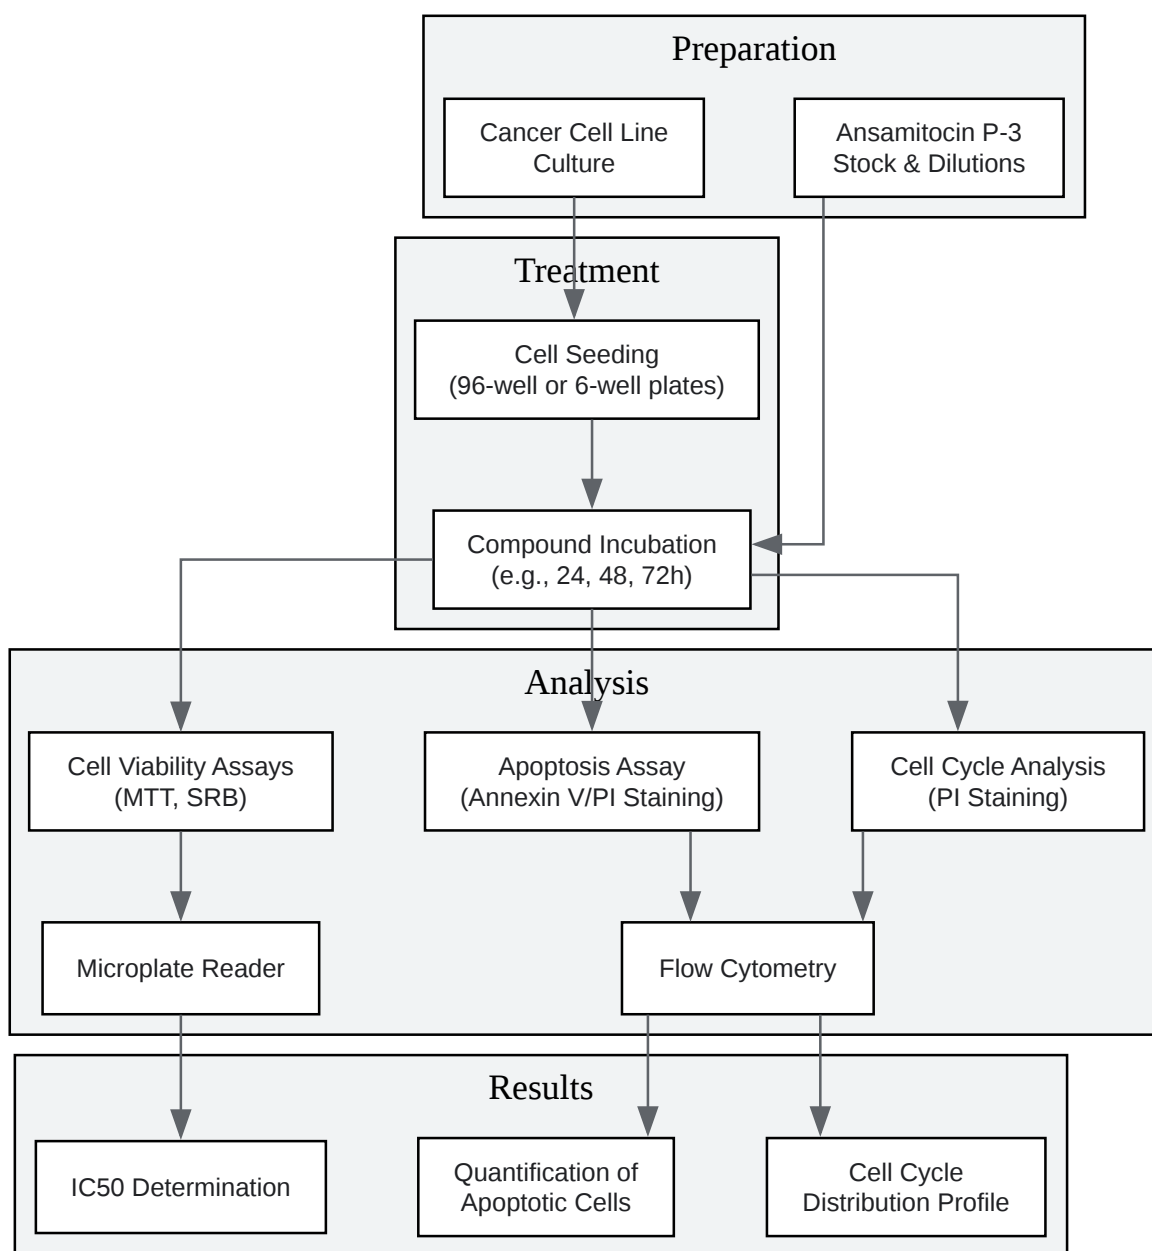 Preparation
Cancer Cell Line
Culture
Ansamitocin P-3
Stock & Dilutions
Treatment
Cell Seeding
(96-well or 6-well plates)
Compound Incubation
(e.g., 24, 48, 72h)
Analysis
Cell Viability Assays
(MTT, SRB)
Apoptosis Assay
(Annexin V/PI Staining)
Cell Cycle Analysis
(PI Staining)
Microplate Reader
Flow Cytometry
Results
IC50 Determination
Quantification of
Apoptotic Cells
Cell Cycle
Distribution Profile